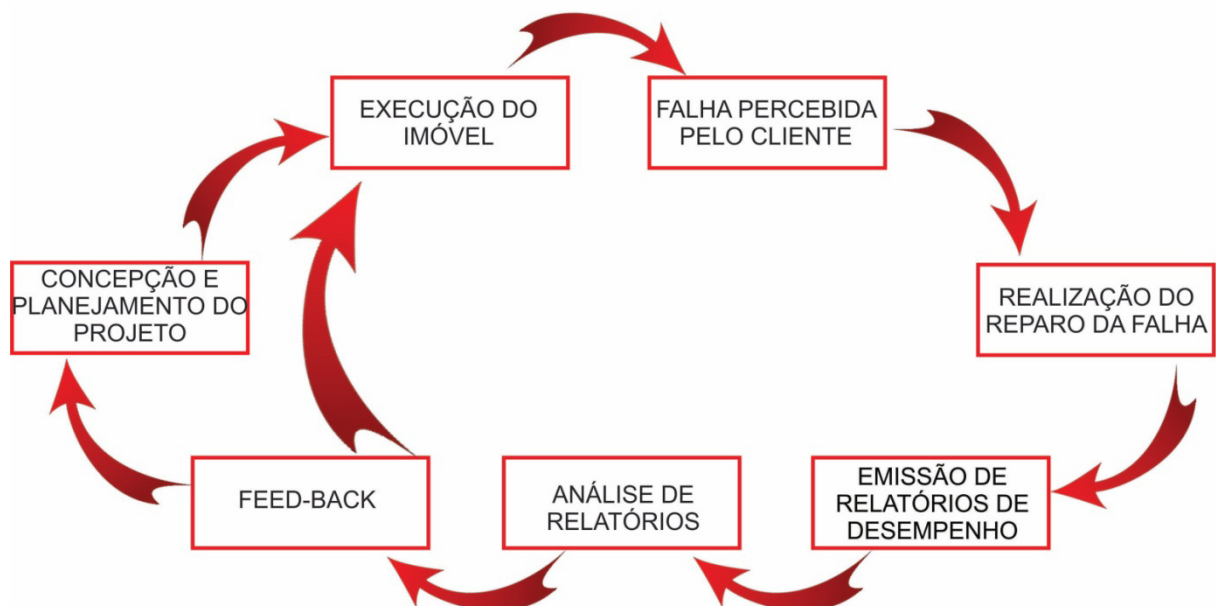 EXECUÇÃO DO
IMÓVEL
FALHA PERCEBIDA
PELO CLIENTE
CONCEPÇÃO E
PLANEJAMENTO DO
PROJETO
REALIZAÇÃO DO
REPARO DA FALHA
FEED-BACK
ANÁLISE DE
RELATÓRIOS
EMISSÃO DE
RELATÓRIOS DE
DESEMPENHO